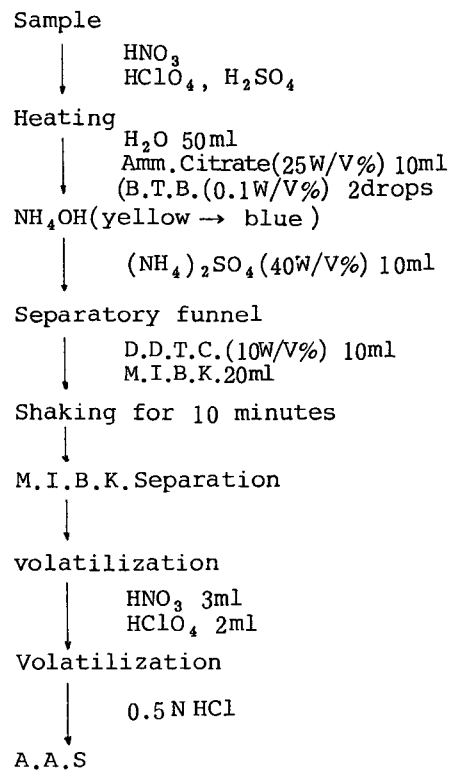 Sample
HNO₃
HClO₄, H₂SO₄
Heating
H₂O 50ml
Amm.Citrate(25W/V%) 10ml
(B.T.B.(0.1W/V%) 2drops
NH₄OH(yellow → blue)
(NH₄)₂SO₄(40W/V%) 10ml
Separatory funnel
D.D.T.C.(10W/V%) 10ml
M.I.B.K.20ml
Shaking for 10 minutes
M.I.B.K.Separation
volatilization
HNO₃ 3ml
HClO₄ 2ml
Volatilization
0.5 N HCl
A.A.S